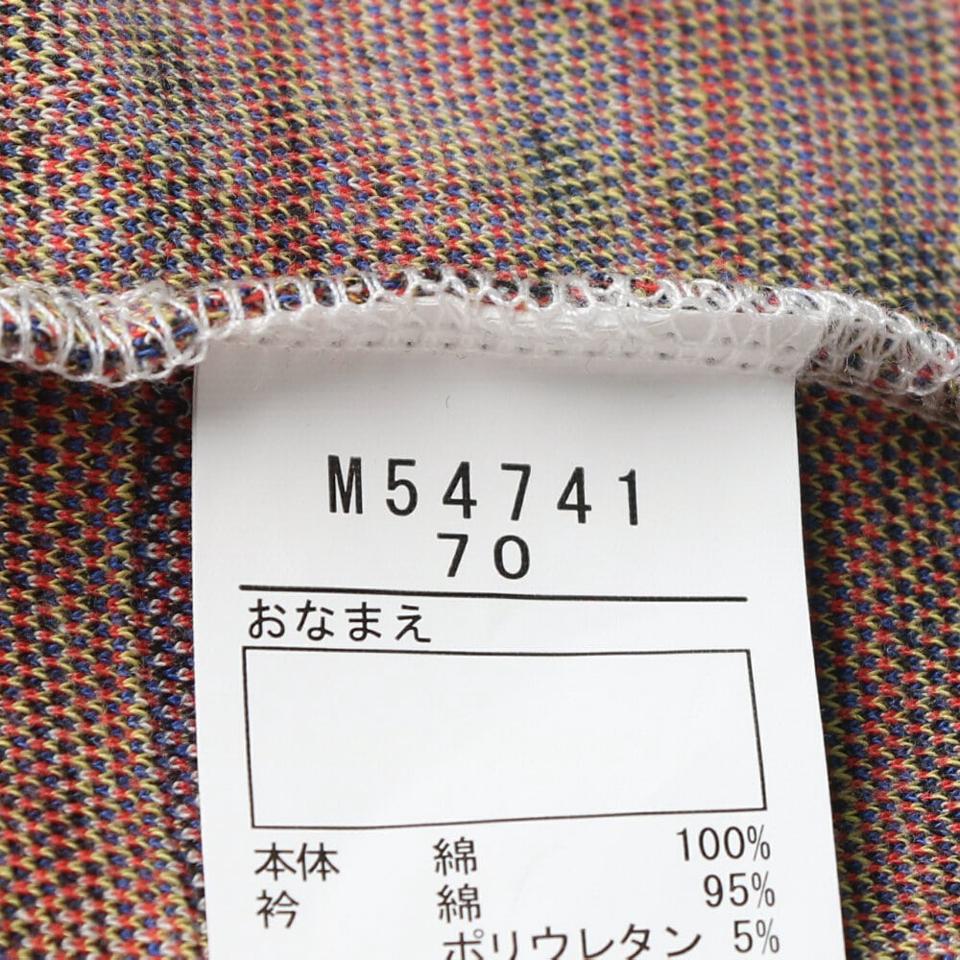 M54741
70
おなまえ
本体 綿 100%
衿 綿 95%
ポリウレタン 5%